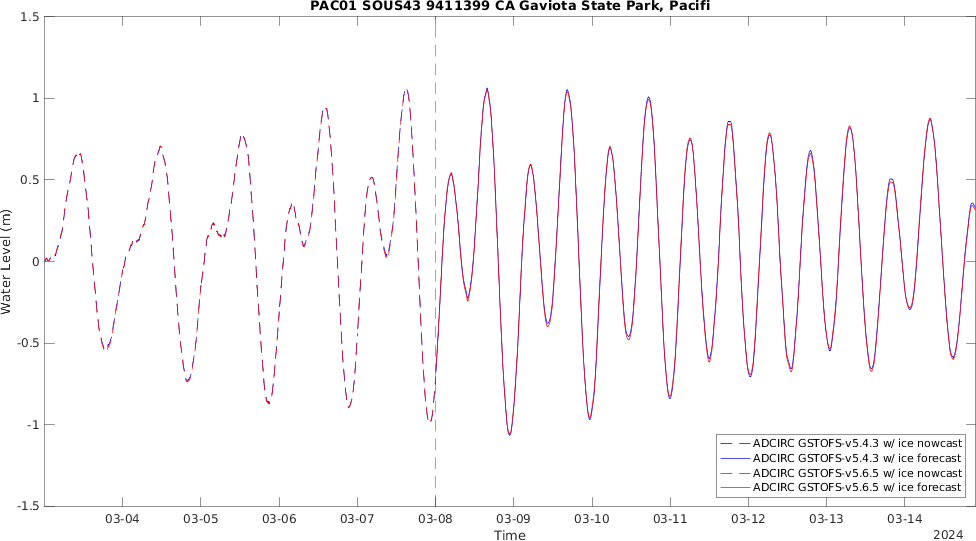 PAC01 SOUS43 9411399 CA Gaviota State Park, Pacifi
1.5
1
0.5
0
-0.5
-1
-1.5
Water Level (m)
ADCIRC GSTOFS-v5.4.3 w/ ice nowcast
ADCIRC GSTOFS-v5.4.3 w/ ice forecast
ADCIRC GSTOFS-v5.6.5 w/ ice nowcast
ADCIRC GSTOFS-v5.6.5 w/ ice forecast
03-04 03-05 03-06 03-07 03-08 03-09 03-10 03-11 03-12 03-13 03-14
Time
2024